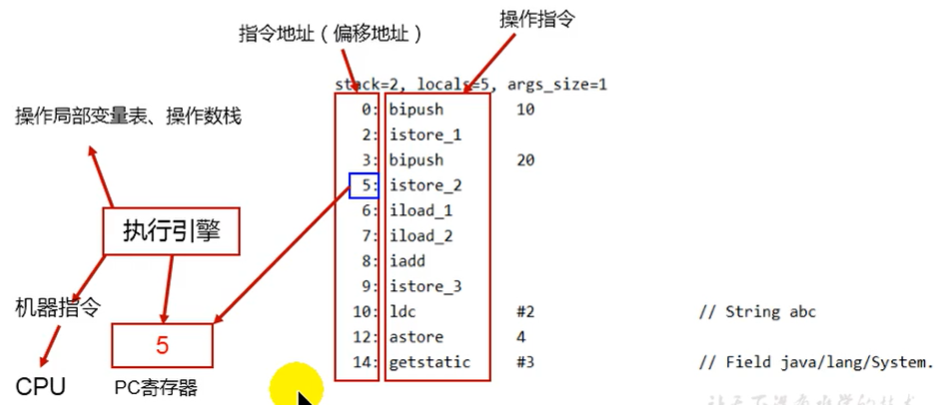 操作指令
指令地址（偏移地址）
stack=2, locals=5, args_size=1
操作局部变量表、操作数栈
0: bipush 10
2: istore_1
3: bipush 20
5: istore_2
6: iload_1
7: iload_2
8: iadd
9: istore_3
10: ldc #2 // String abc
12: astore 4
14: getstatic #3 // Field java/lang/System.
执行引擎
机器指令
5
CPU
PC寄存器